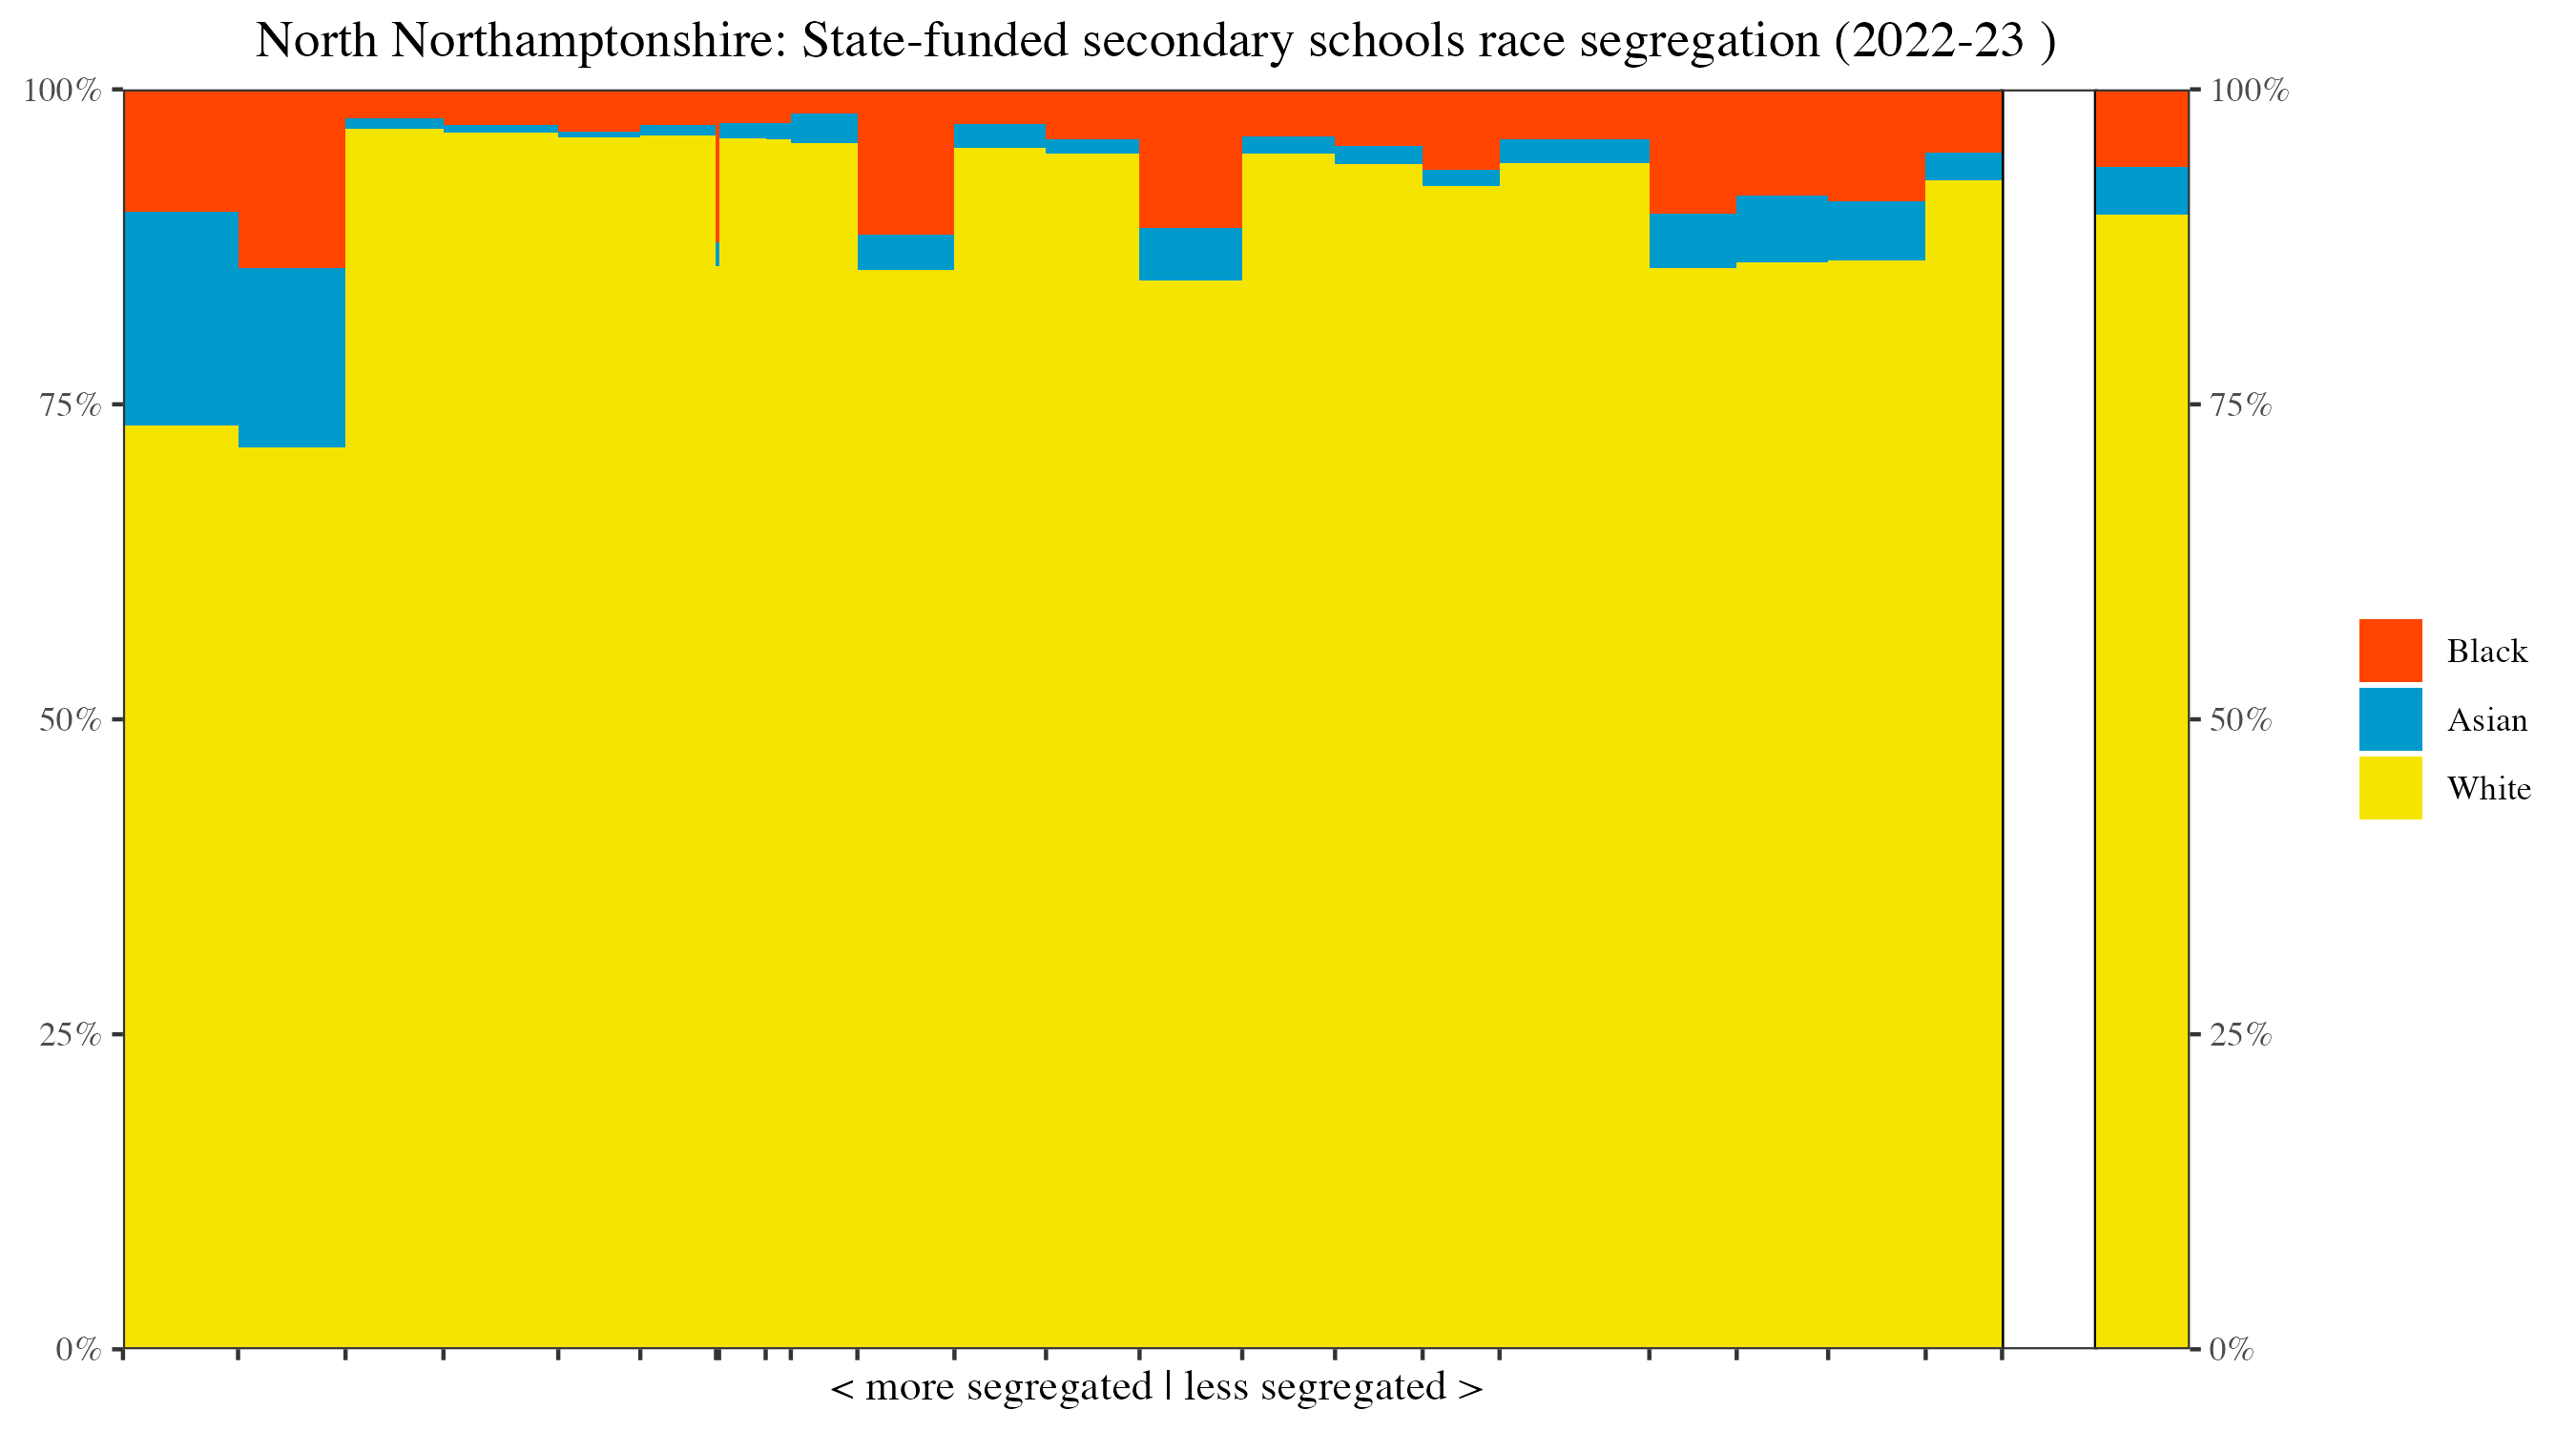 North Northamptonshire: State-funded secondary schools race segregation (2022-23 )
100%
75%
50%
25%
0%
100%
75%
50%
25%
0%
Black
Asian
White
< more segregated | less segregated >